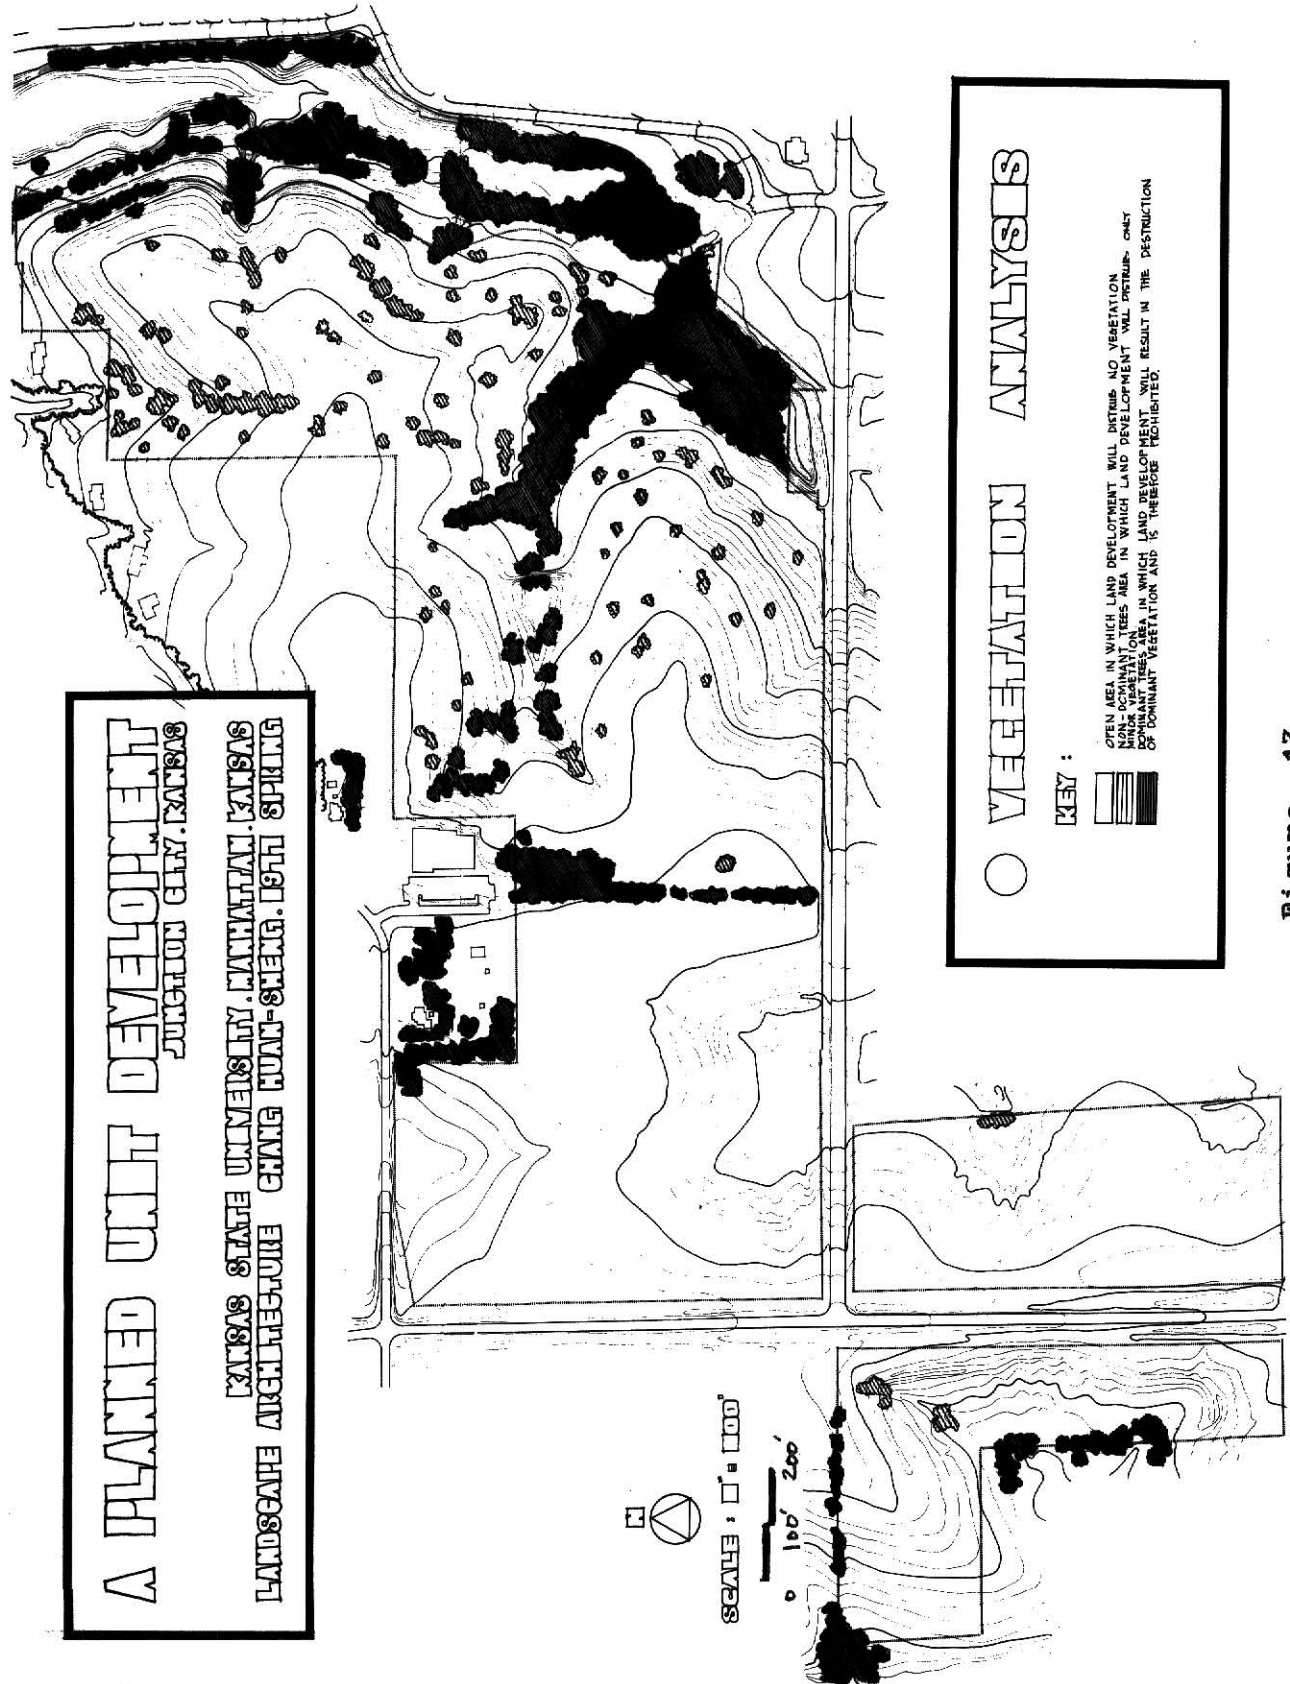 A PLANNED UNIT DEVELOPMENT
JUNCTION CITY. KANSAS
KANSAS STATE UNIVERSITY. MANHATTAN. KANSAS
LANDSCAPE ARCHITECTURE CHANG HUAN-SHENG. 1977 SPRING
N
SCALE : 1" = 100'
0 100' 200'
VEGETATION ANALYSIS
KEY :
OPEN AREA IN WHICH LAND DEVELOPMENT WILL DISTRUB NO VEGETATION
NON-DOMINANT TREES AREA IN WHICH LAND DEVELOPMENT WILL DISTRUB ONLY
MINOR VEGETATION
DOMINANT TREES AREA IN WHICH LAND DEVELOPMENT WILL RESULT IN THE DESTRUCTION
OF DOMINANT VEGETATION AND IS THEREFORE PROHIBITED.